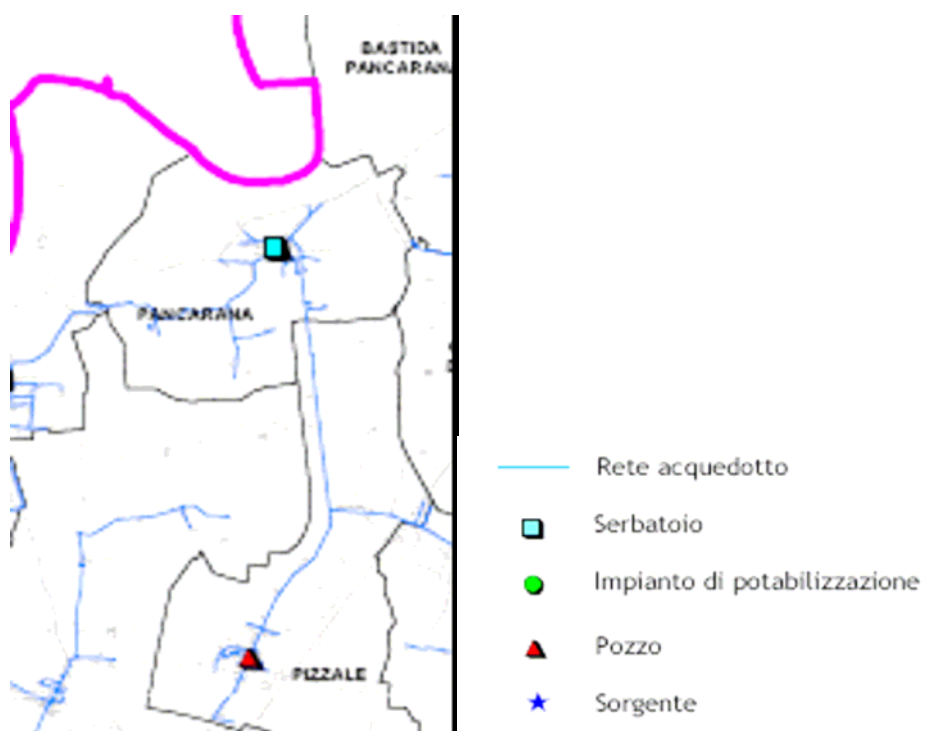 BASTIDA
PANCARANA
PANCARANA
PIZZALE
Rete acquedotto
Serbatoio
Impianto di potabilizzazione
Pozzo
Sorgente